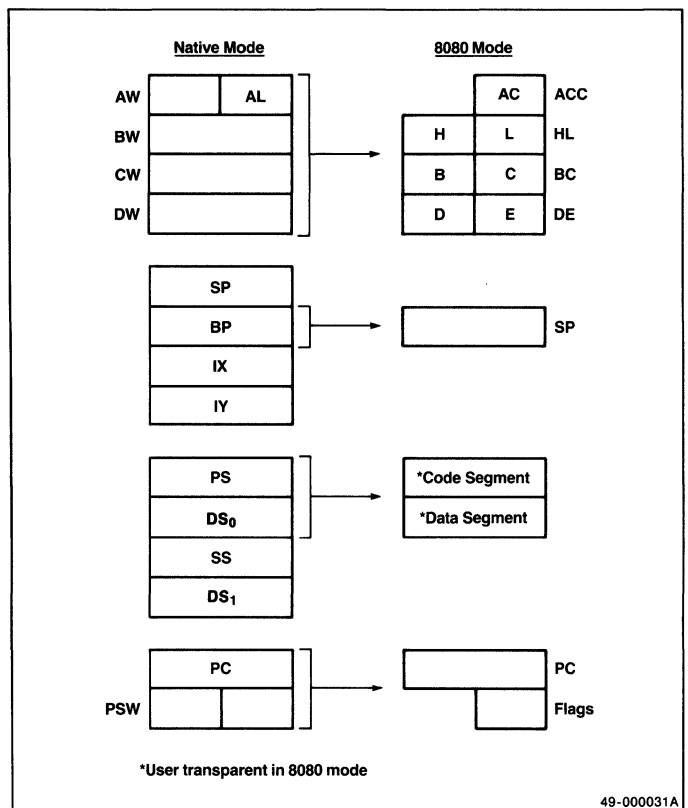 Native Mode 8080 Mode
AW AL AC ACC
BW H L HL
CW B C BC
DW D E DE
SP
BP SP
IX
IY
PS *Code Segment
DS₀ *Data Segment
SS
DS₁
PC PC
PSW Flags
*User transparent in 8080 mode
49-000031A